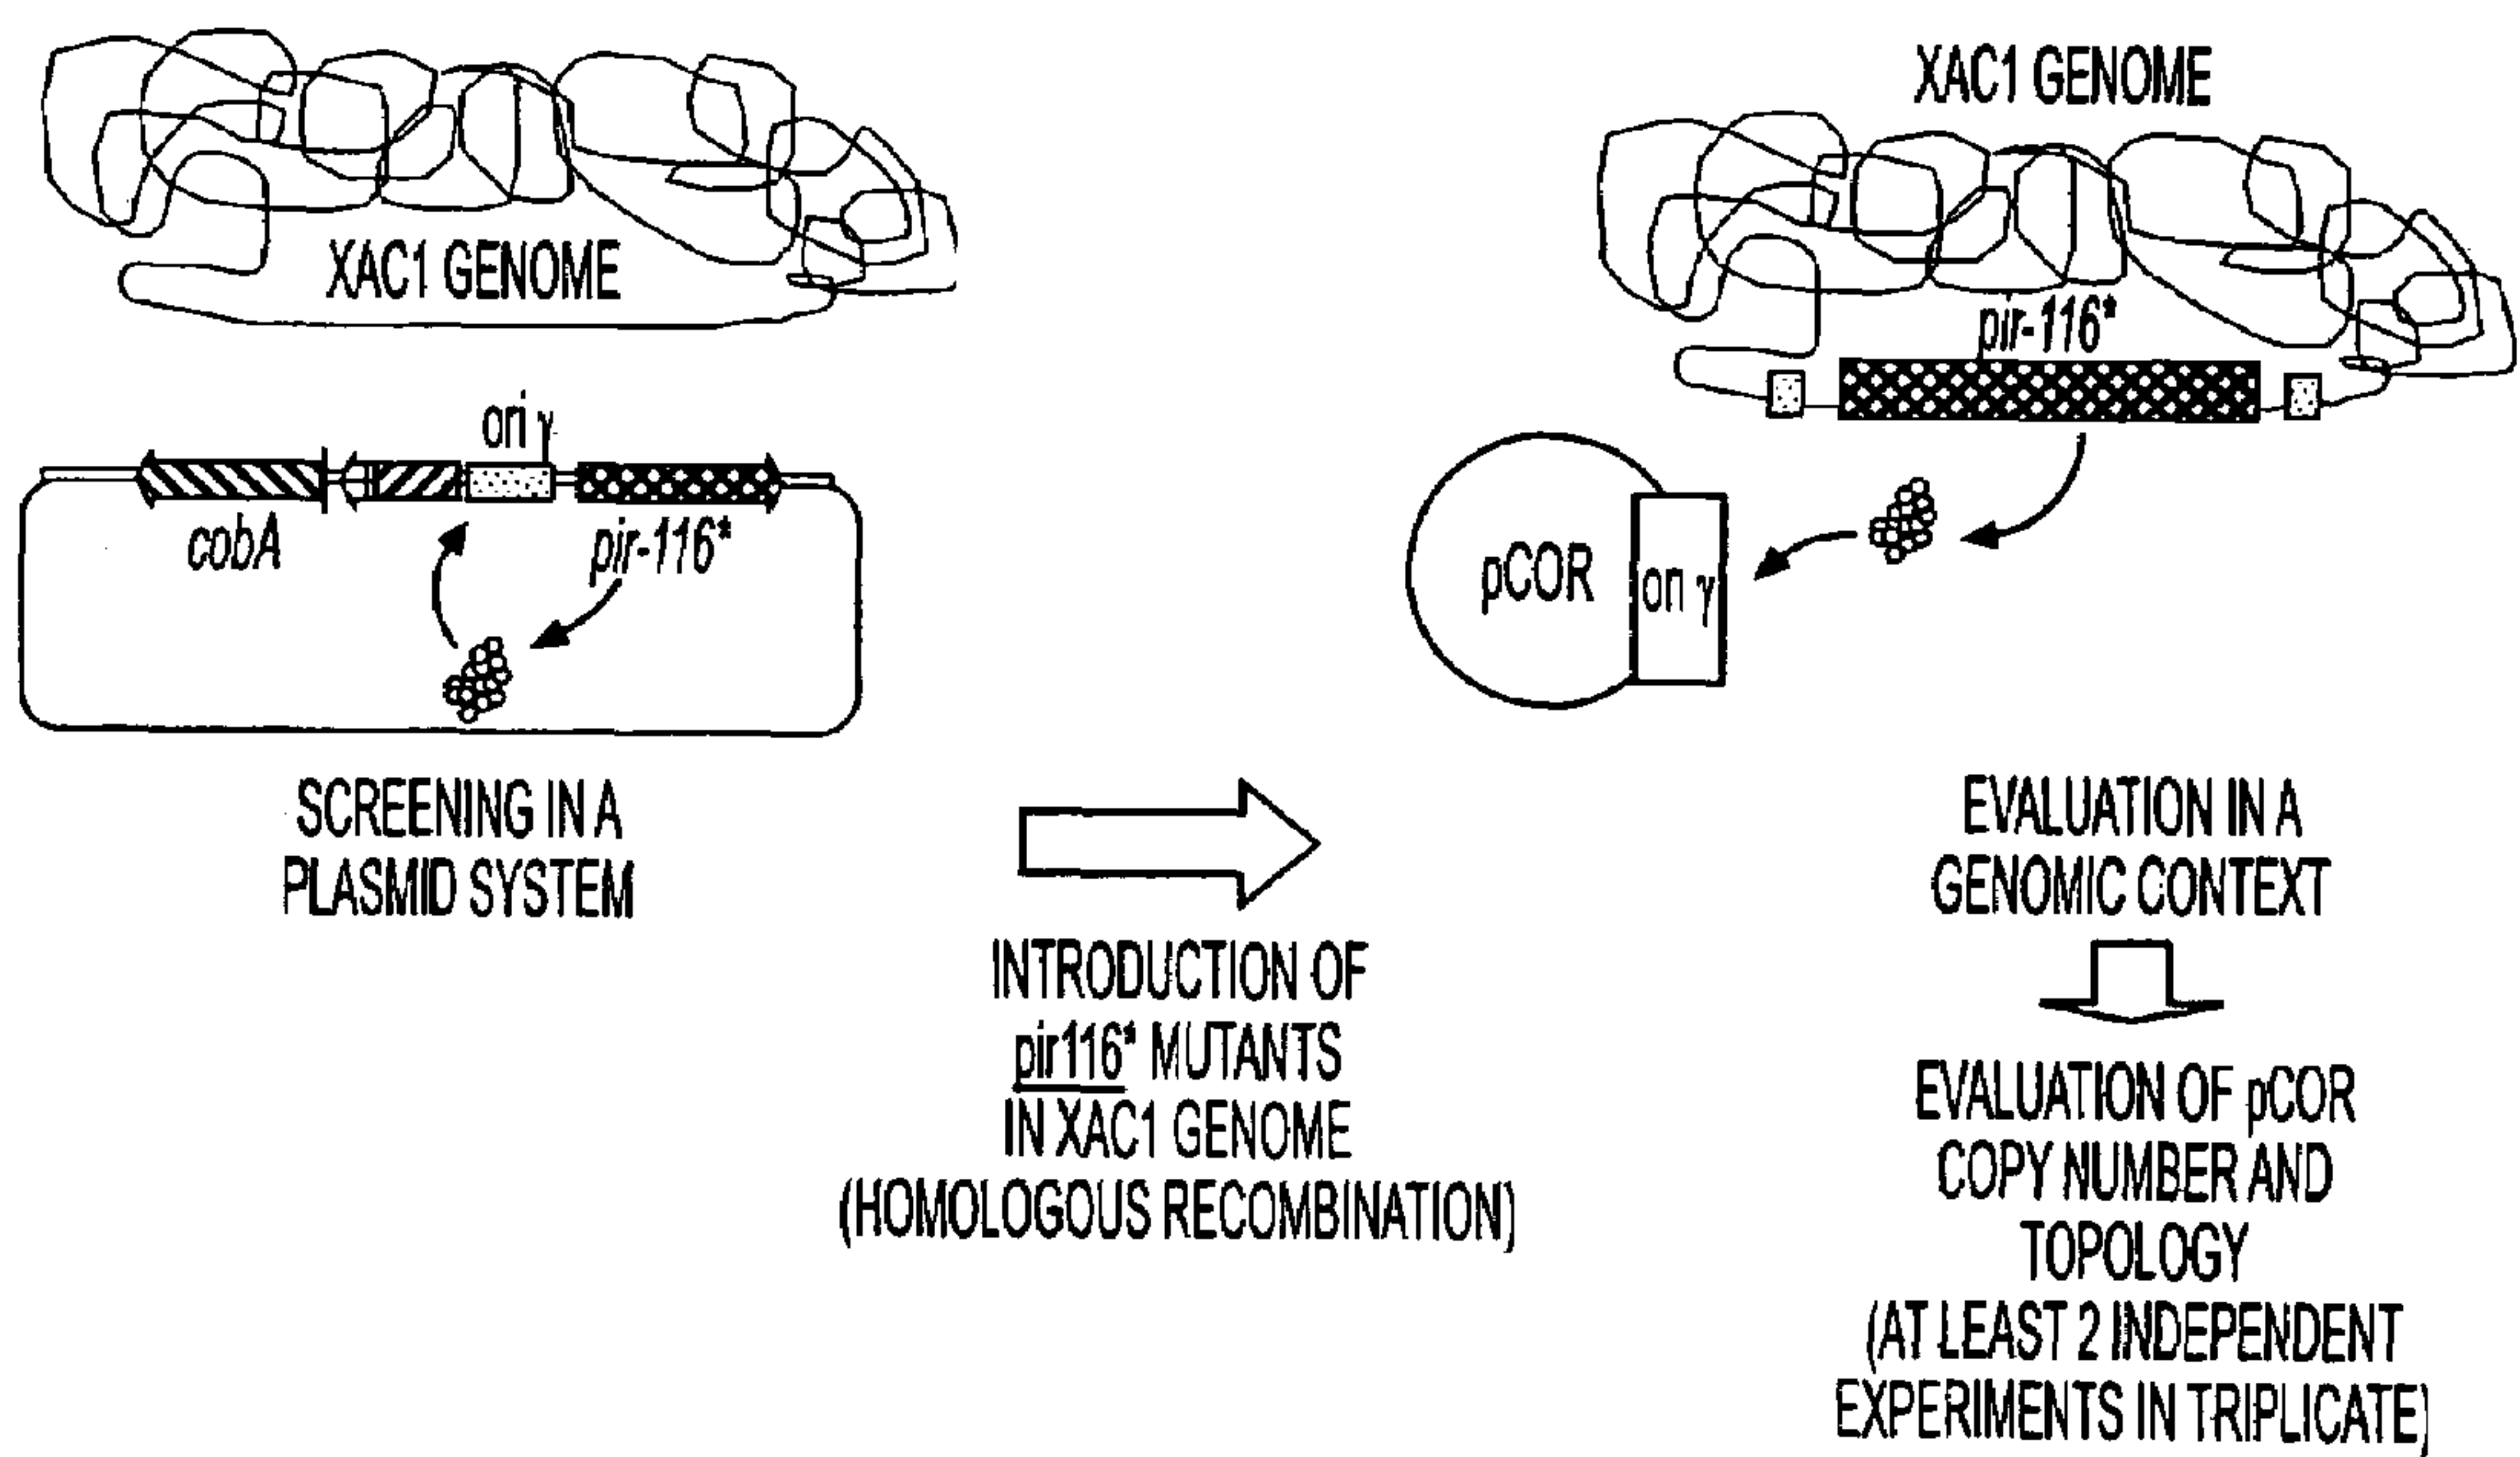 XAC1 GENOME
ori γ
cobA
pir-116*
SCREENING IN A
PLASMID SYSTEM
INTRODUCTION OF
pir116* MUTANTS
IN XAC1 GENOME
(HOMOLOGOUS RECOMBINATION)
XAC1 GENOME
pir-116*
pCOR
ori γ
EVALUATION IN A
GENOMIC CONTEXT
EVALUATION OF pCOR
COPY NUMBER AND
TOPOLOGY
(AT LEAST 2 INDEPENDENT
EXPERIMENTS IN TRIPLICATE)